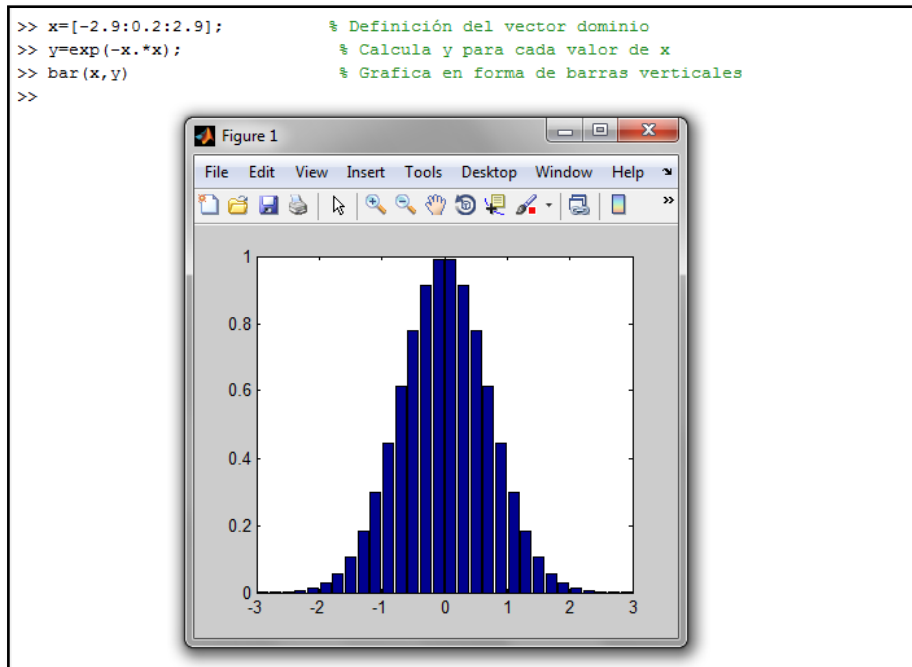 >> x=[-2.9:0.2:2.9];          % Definición del vector dominio
>> y=exp(-x.*x);              % Calcula y para cada valor de x
>> bar(x,y)                   % Grafica en forma de barras verticales
>>
Figure 1
File Edit View Insert Tools Desktop Window Help
1
0.8
0.6
0.4
0.2
0
-3 -2 -1 0 1 2 3